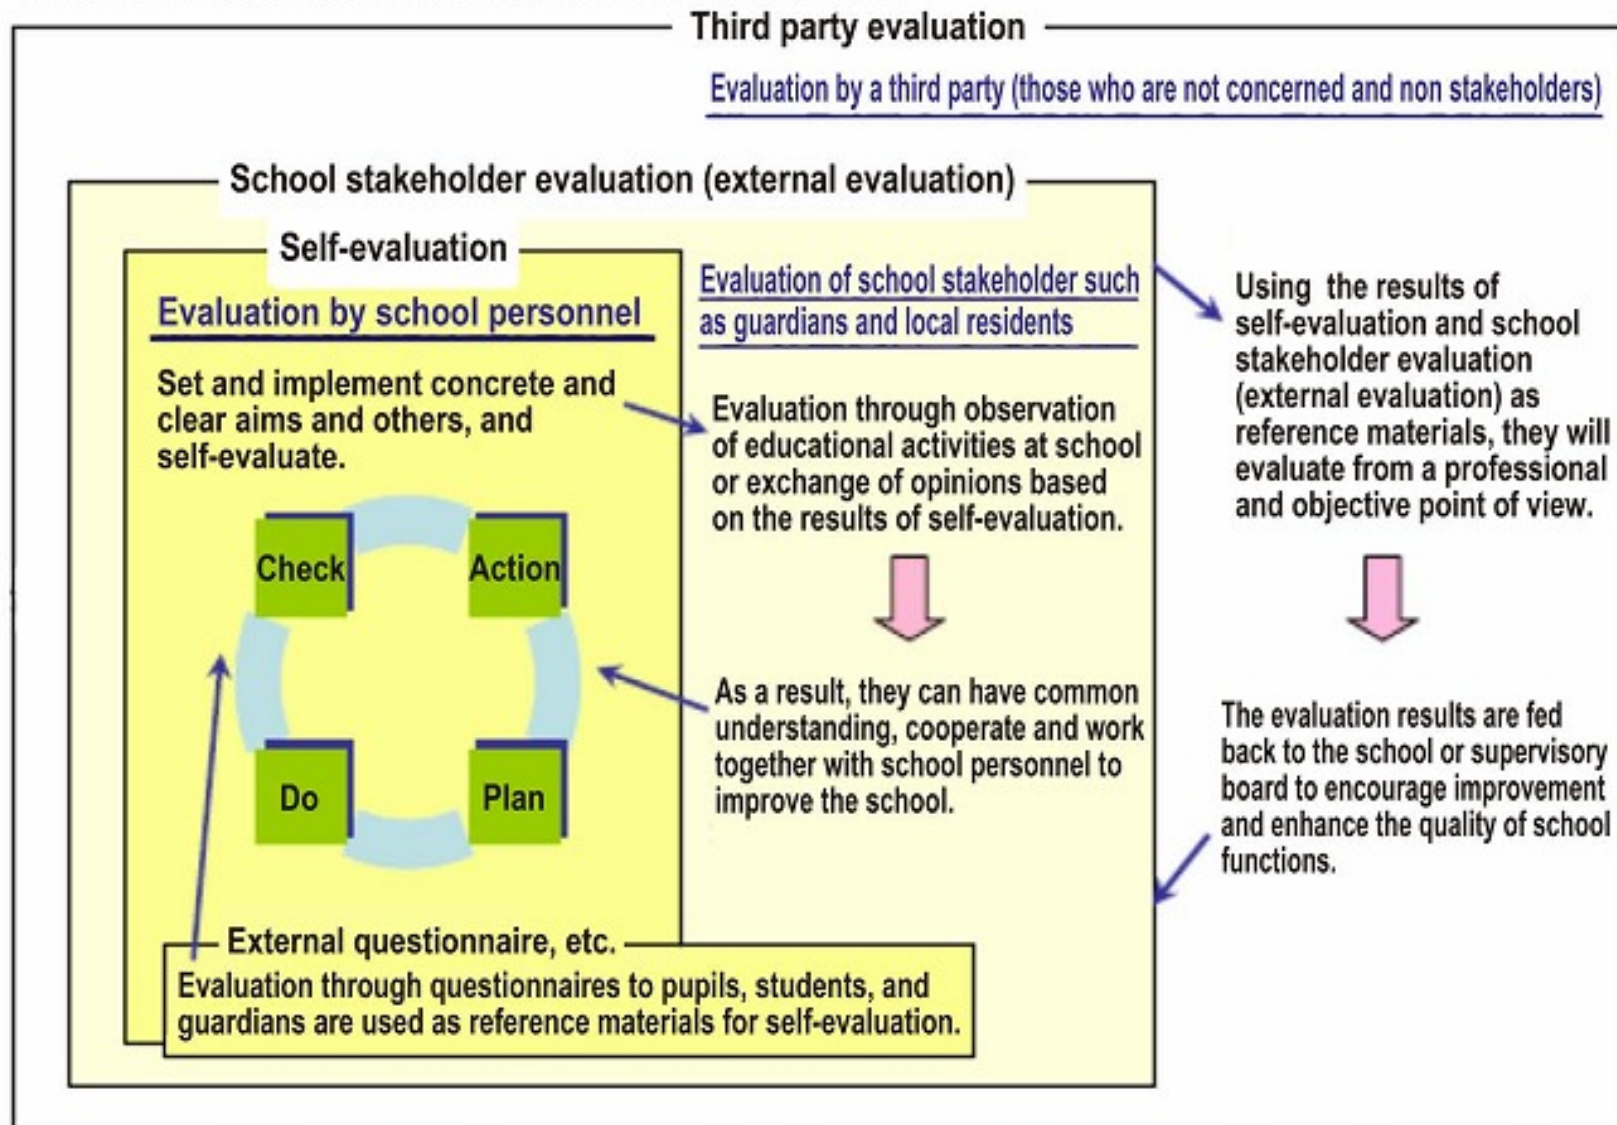 Third party evaluation
Evaluation by a third party (those who are not concerned and non stakeholders)
School stakeholder evaluation (external evaluation)
Self-evaluation
Evaluation by school personnel
Set and implement concrete and
clear aims and others, and
self-evaluate.
Check
Action
Do
Plan
External questionnaire, etc.
Evaluation through questionnaires to pupils, students, and
guardians are used as reference materials for self-evaluation.
Evaluation of school stakeholder such
as guardians and local residents
Evaluation through observation
of educational activities at school
or exchange of opinions based
on the results of self-evaluation.
As a result, they can have common
understanding, cooperate and work
together with school personnel to
improve the school.
Using the results of
self-evaluation and school
stakeholder evaluation
(external evaluation) as
reference materials, they will
evaluate from a professional
and objective point of view.
The evaluation results are fed
back to the school or supervisory
board to encourage improvement
and enhance the quality of school
functions.